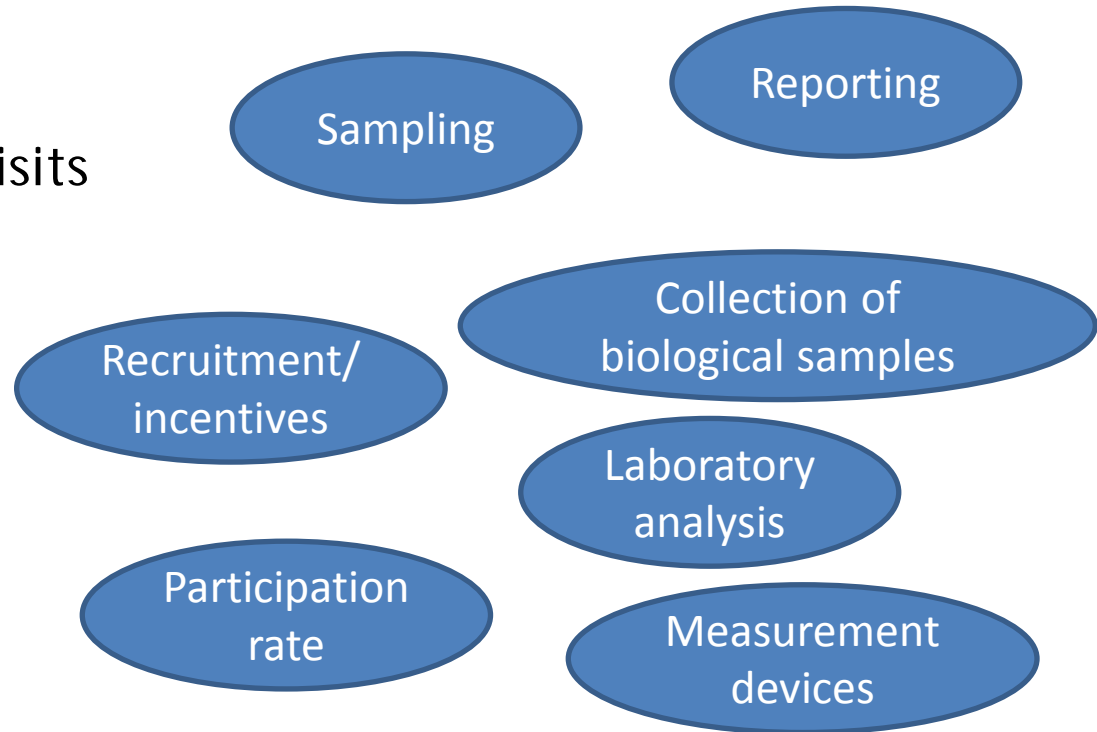 Reporting
Sampling
isits
Collection of
biological samples
Recruitment/
incentives
Laboratory
analysis
Participation
rate
Measurement
devices